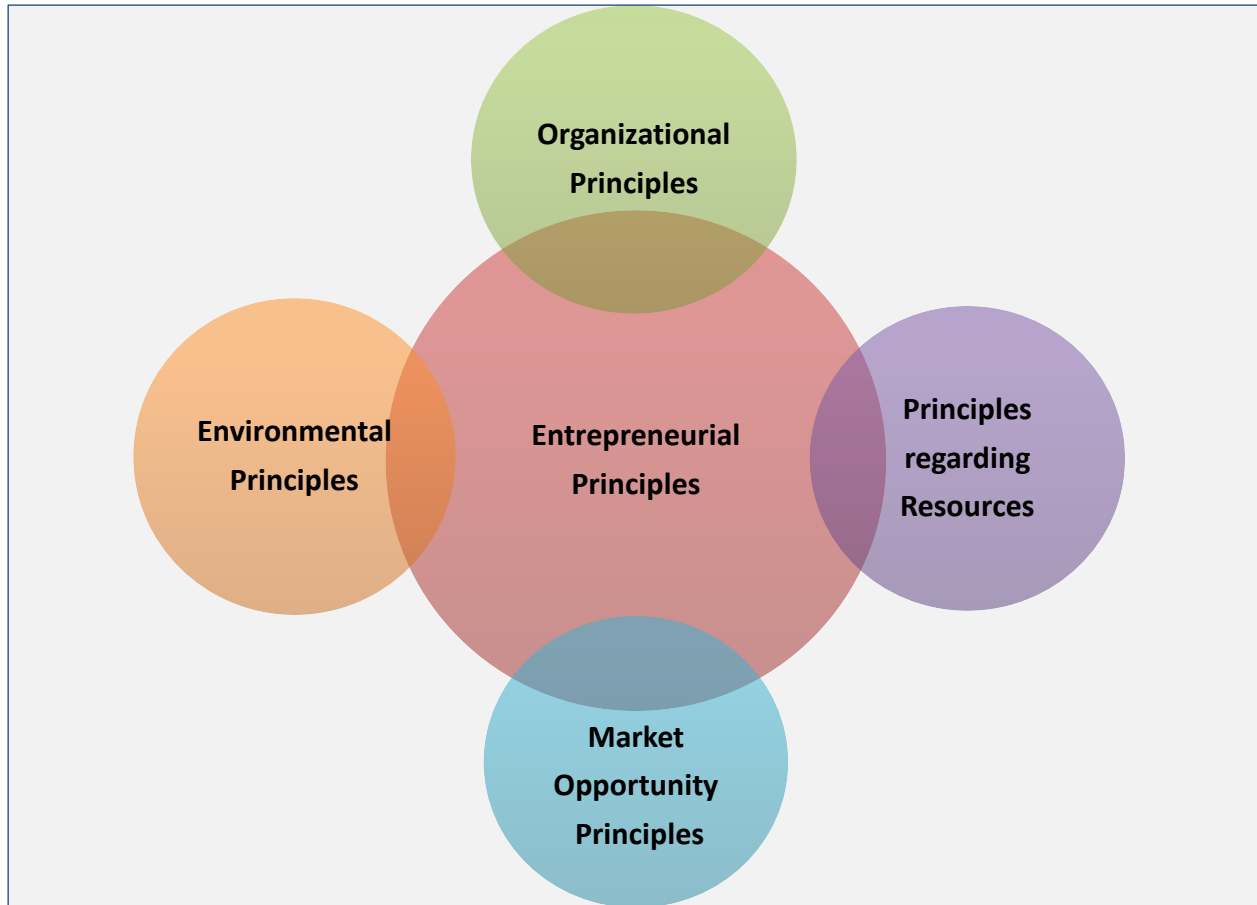 Organizational
Principles
Environmental
Principles
Entrepreneurial
Principles
Principles
regarding
Resources
Market
Opportunity
Principles